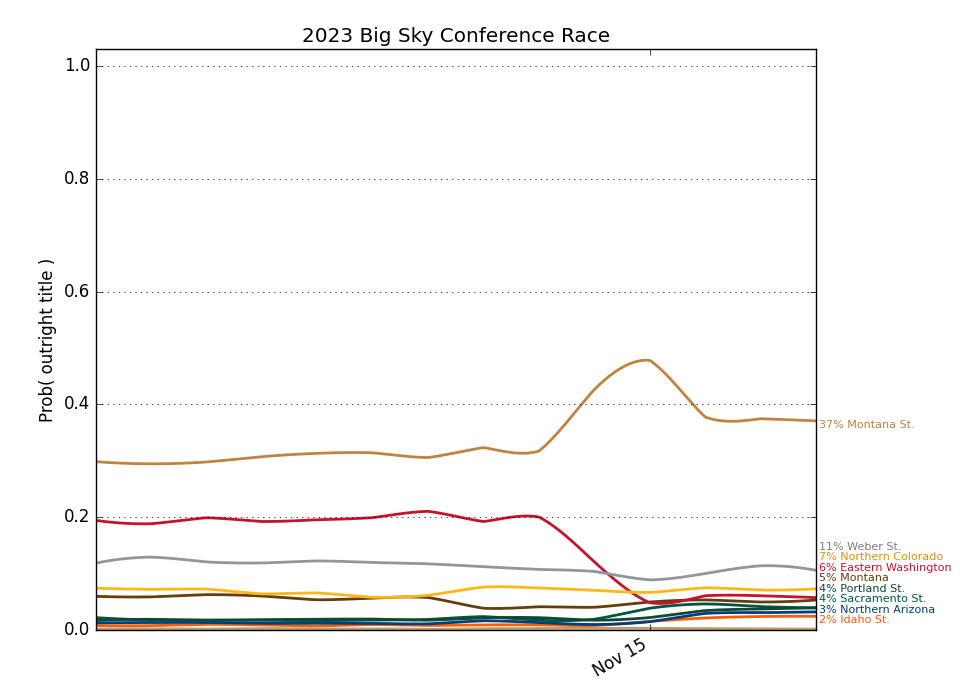 2023 Big Sky Conference Race
1.0
0.8
0.6
0.4
0.2
0.0
Prob( outright title )
Nov 15
37% Montana St.
11% Weber St.
7% Northern Colorado
6% Eastern Washington
5% Montana
4% Portland St.
4% Sacramento St.
3% Northern Arizona
2% Idaho St.